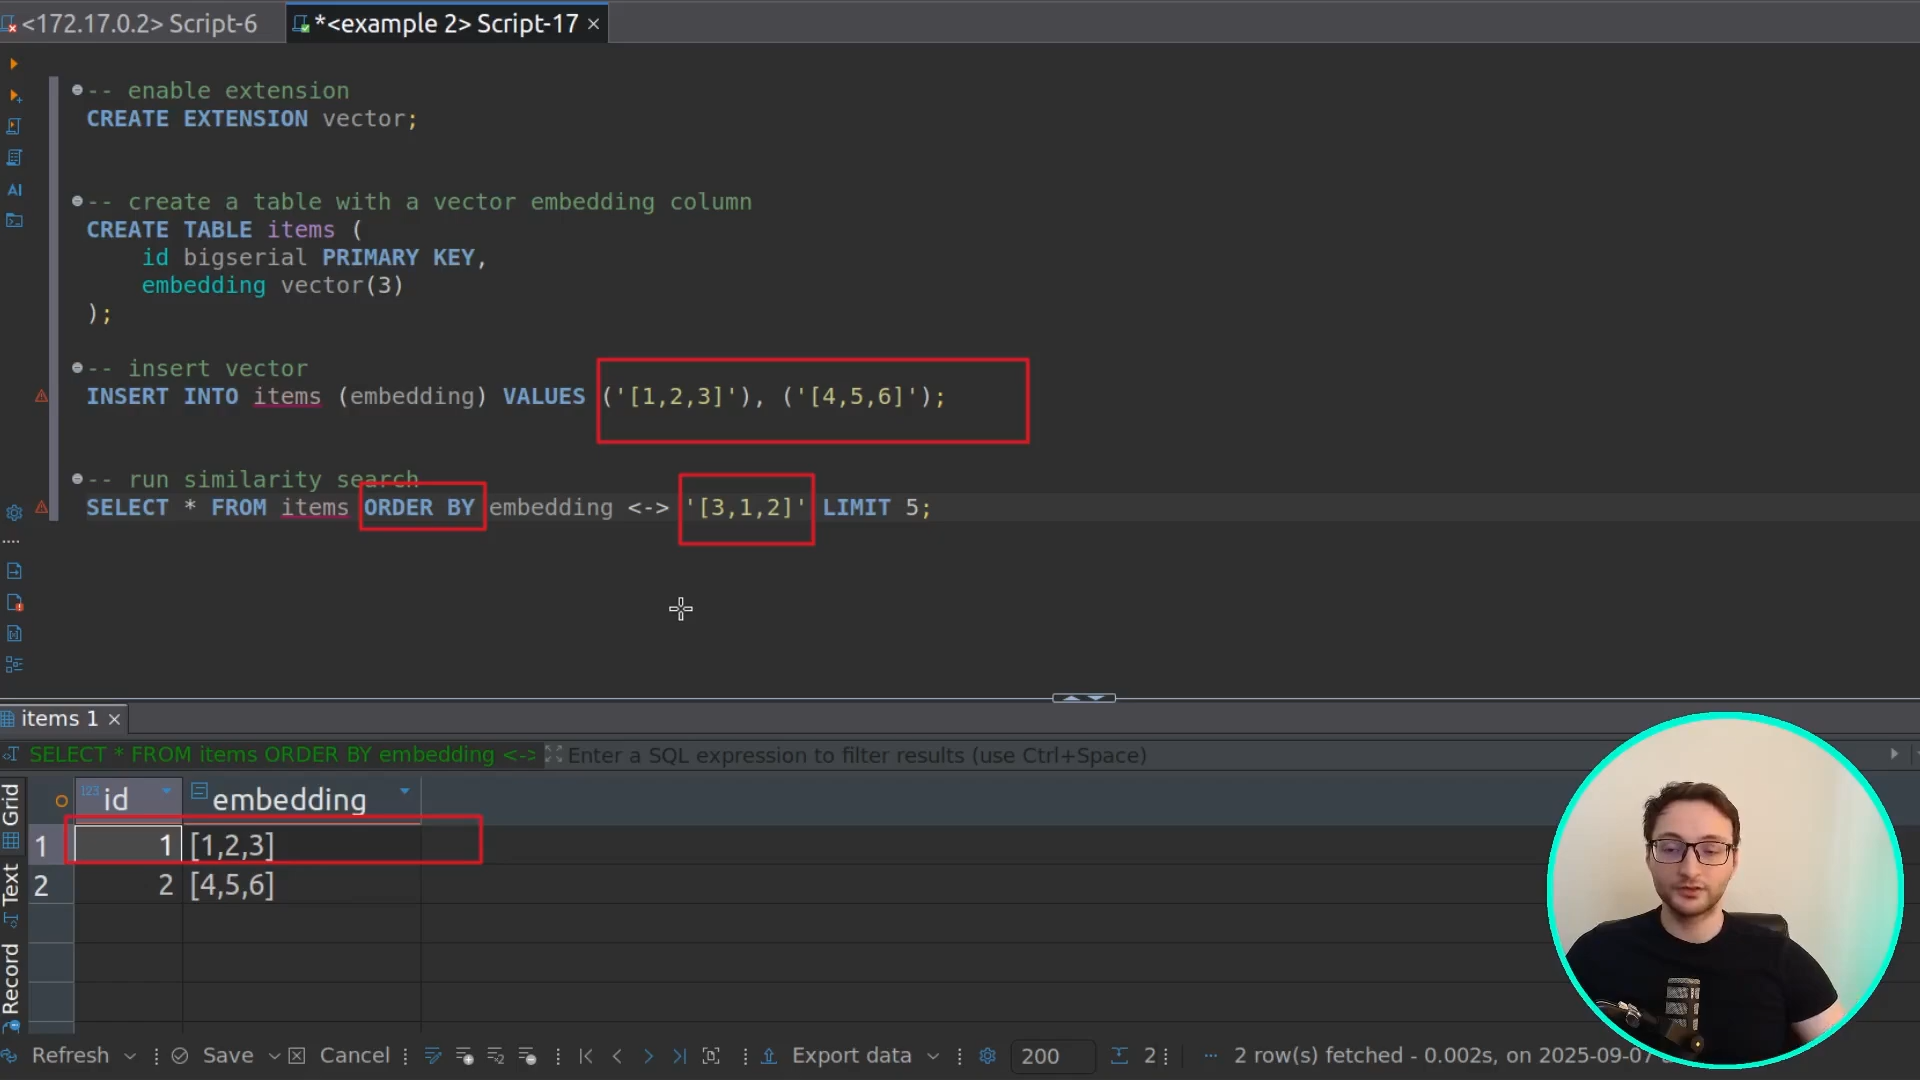 <172.17.0.2> Script-6
*<example 2> Script-17
-- enable extension
CREATE EXTENSION vector;
-- create a table with a vector embedding column
CREATE TABLE items (
id bigserial PRIMARY KEY,
embedding vector(3)
);
-- insert vector
INSERT INTO items (embedding) VALUES ('[1,2,3]'), ('[4,5,6]');
-- run similarity search
SELECT * FROM items ORDER BY embedding <-> '[3,1,2]' LIMIT 5;
AI
items 1
SELECT * FROM items ORDER BY embedding <->
Enter a SQL expression to filter results (use Ctrl+Space)
Grid
Text
Record
123 id embedding
1 1 [1,2,3]
2 2 [4,5,6]
Refresh Save Cancel Export data 200 2 ... 2 row(s) fetched - 0.002s, on 2025-09-07